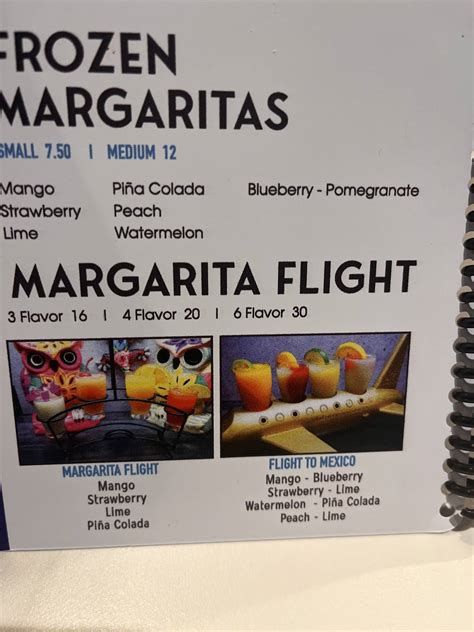 FROZEN
MARGARITAS
SMALL 7.50 | MEDIUM 12
Mango Piña Colada Blueberry - Pomegranate
Strawberry Peach
Lime Watermelon
MARGARITA FLIGHT
3 Flavor 16 | 4 Flavor 20 | 6 Flavor 30
MARGARITA FLIGHT
Mango
Strawberry
Lime
Piña Colada
FLIGHT TO MEXICO
Mango - Blueberry
Strawberry - Lime
Watermelon - Piña Colada
Peach - Lime